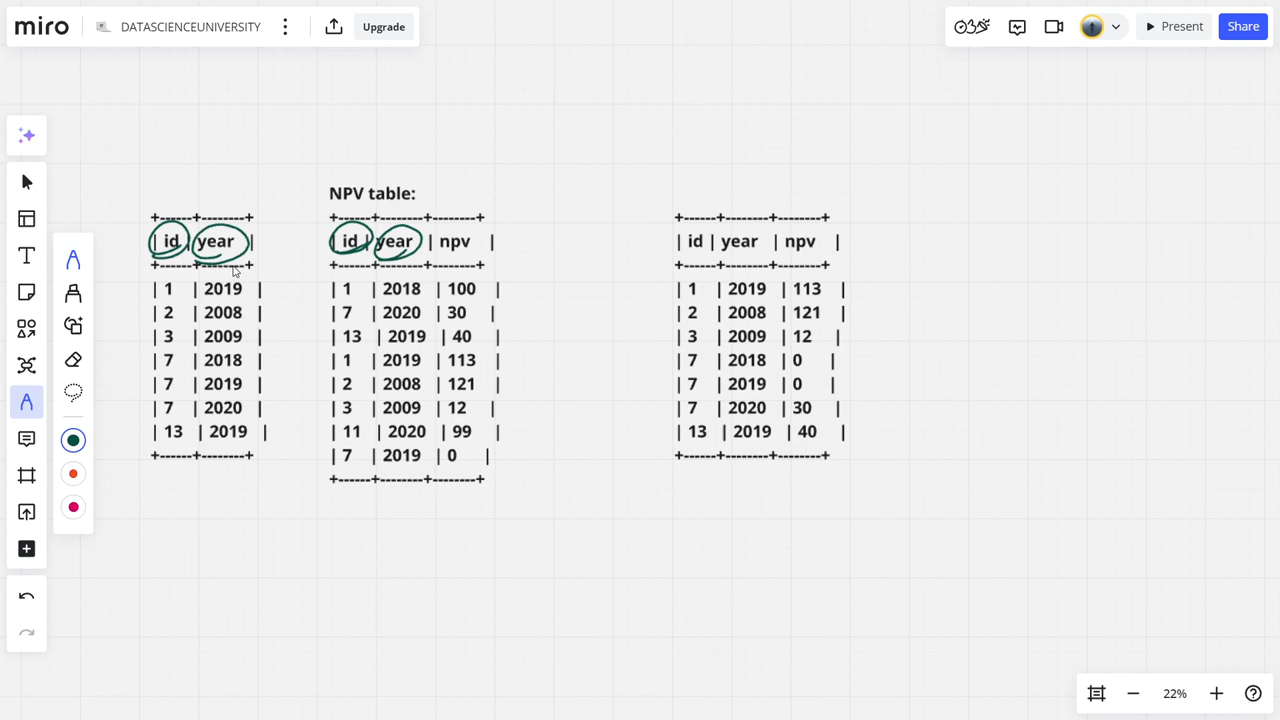 miro DATASCIENCEUNIVERSITY Upgrade Present Share
NPV table:
+------+--------+
| id | year |
+------+--------+
| 1 | 2019 |
| 2 | 2008 |
| 3 | 2009 |
| 7 | 2018 |
| 7 | 2019 |
| 7 | 2020 |
| 13 | 2019 |
+------+--------+
+------+--------+--------+
| id | year | npv |
+------+--------+--------+
| 1 | 2018 | 100 |
| 7 | 2020 | 30 |
| 13 | 2019 | 40 |
| 1 | 2019 | 113 |
| 2 | 2008 | 121 |
| 3 | 2009 | 12 |
| 11 | 2020 | 99 |
| 7 | 2019 | 0 |
+------+--------+--------+
+------+--------+--------+
| id | year | npv |
+------+--------+--------+
| 1 | 2019 | 113 |
| 2 | 2008 | 121 |
| 3 | 2009 | 12 |
| 7 | 2018 | 0 |
| 7 | 2019 | 0 |
| 7 | 2020 | 30 |
| 13 | 2019 | 40 |
+------+--------+--------+
22%